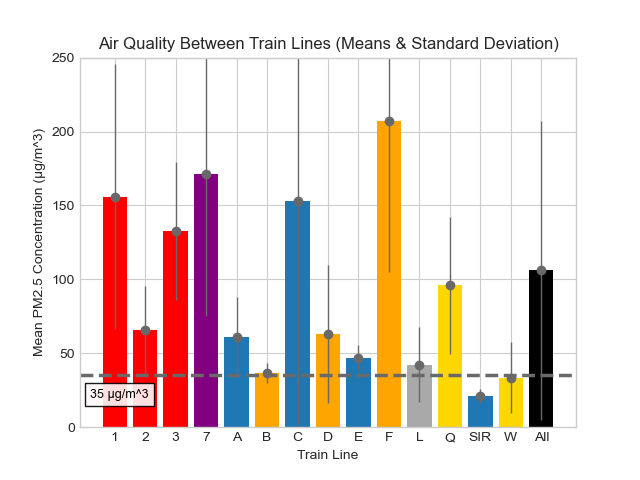 Air Quality Between Train Lines (Means & Standard Deviation)
Mean PM2.5 Concentration (µg/m^3)
250
200
150
100
50
0
35 µg/m^3
1 2 3 7 A B C D E F L Q SIR W All
Train Line